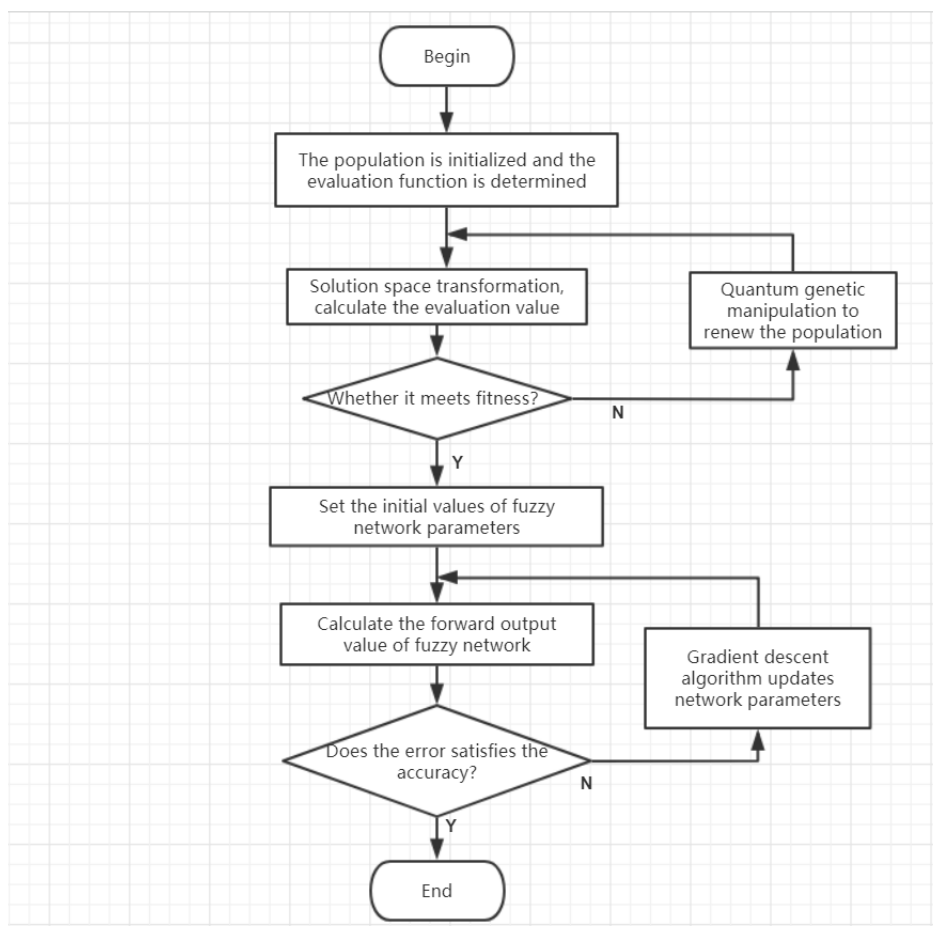 Begin
The population is initialized and the
evaluation function is determined
Solution space transformation,
calculate the evaluation value
Quantum genetic
manipulation to
renew the population
Whether it meets fitness?
N
Y
Set the initial values of fuzzy
network parameters
Calculate the forward output
value of fuzzy network
Gradient descent
algorithm updates
network parameters
Does the error satisfies the
accuracy?
N
Y
End